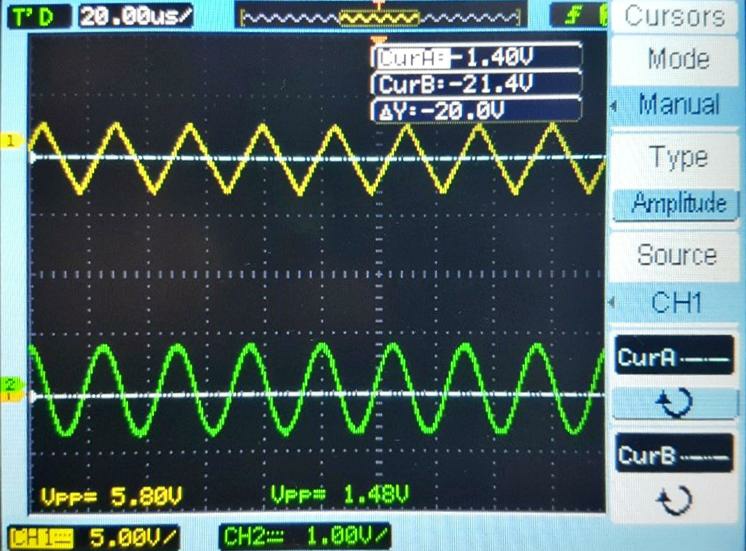 T'D 20.00us/
Cursors
Mode
Manual
Type
Amplitude
Source
CH1
CurA
CurB
CurA:-1.40V
CurB:-21.4V
ΔY:-20.0V
1
2
Vpp= 5.80V Vpp= 1.48V
CH1 5.00V/ CH2 1.00V/